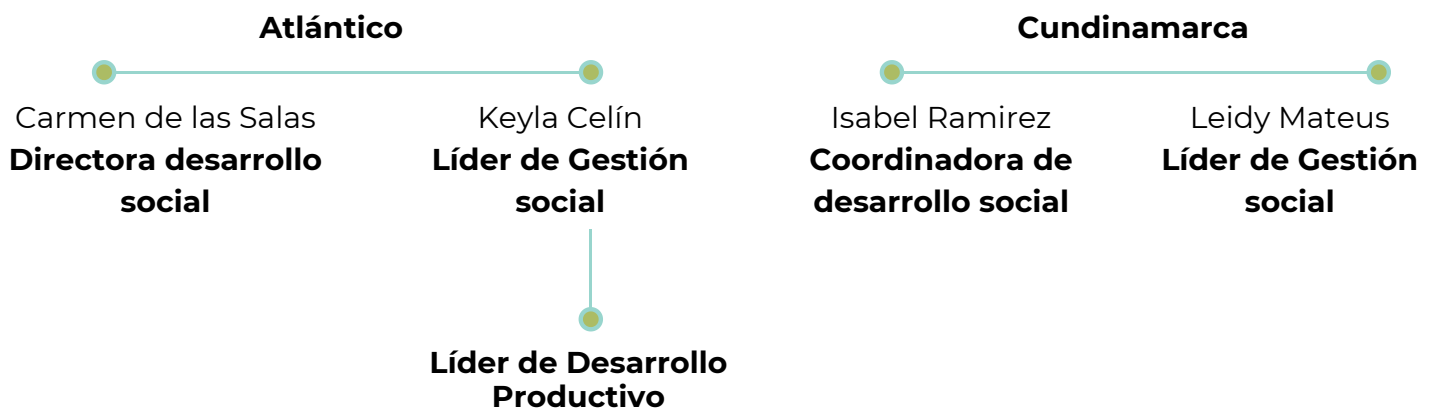 Atlántico
Carmen de las Salas
Directora desarrollo
social
Keyla Celín
Líder de Gestión
social
Líder de Desarrollo
Productivo
Cundinamarca
Isabel Ramirez
Coordinadora de
desarrollo social
Leidy Mateus
Líder de Gestión
social